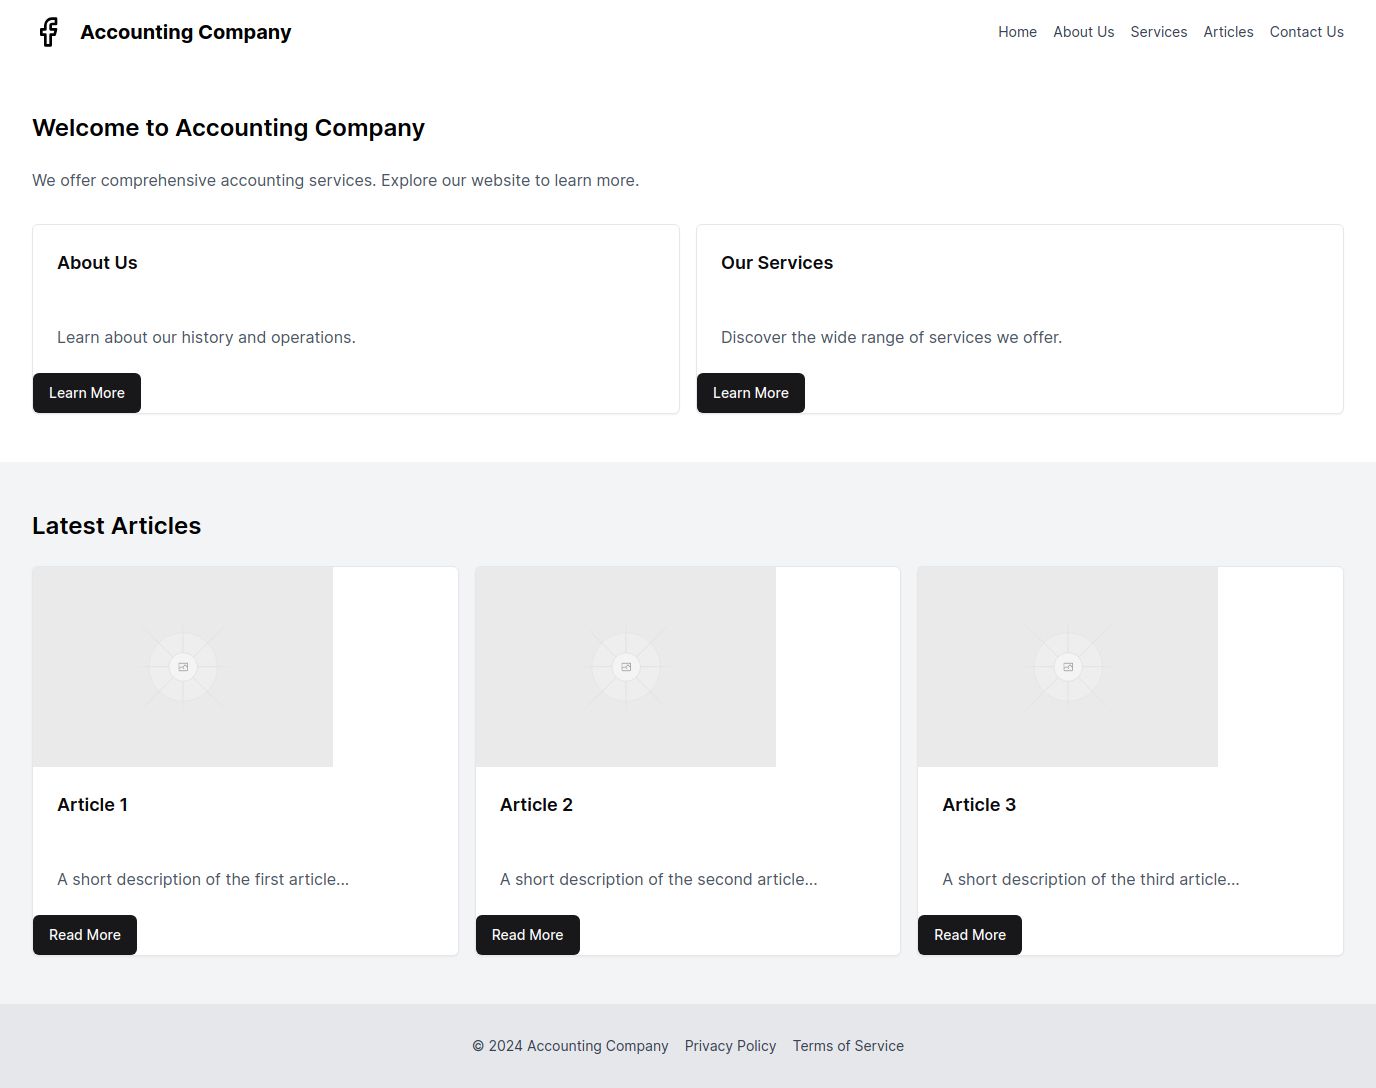 Accounting Company
Home About Us Services Articles Contact Us
Welcome to Accounting Company
We offer comprehensive accounting services. Explore our website to learn more.
About Us
Learn about our history and operations.
Learn More
Our Services
Discover the wide range of services we offer.
Learn More
Latest Articles
Article 1
A short description of the first article...
Read More
Article 2
A short description of the second article...
Read More
Article 3
A short description of the third article...
Read More
© 2024 Accounting Company Privacy Policy Terms of Service